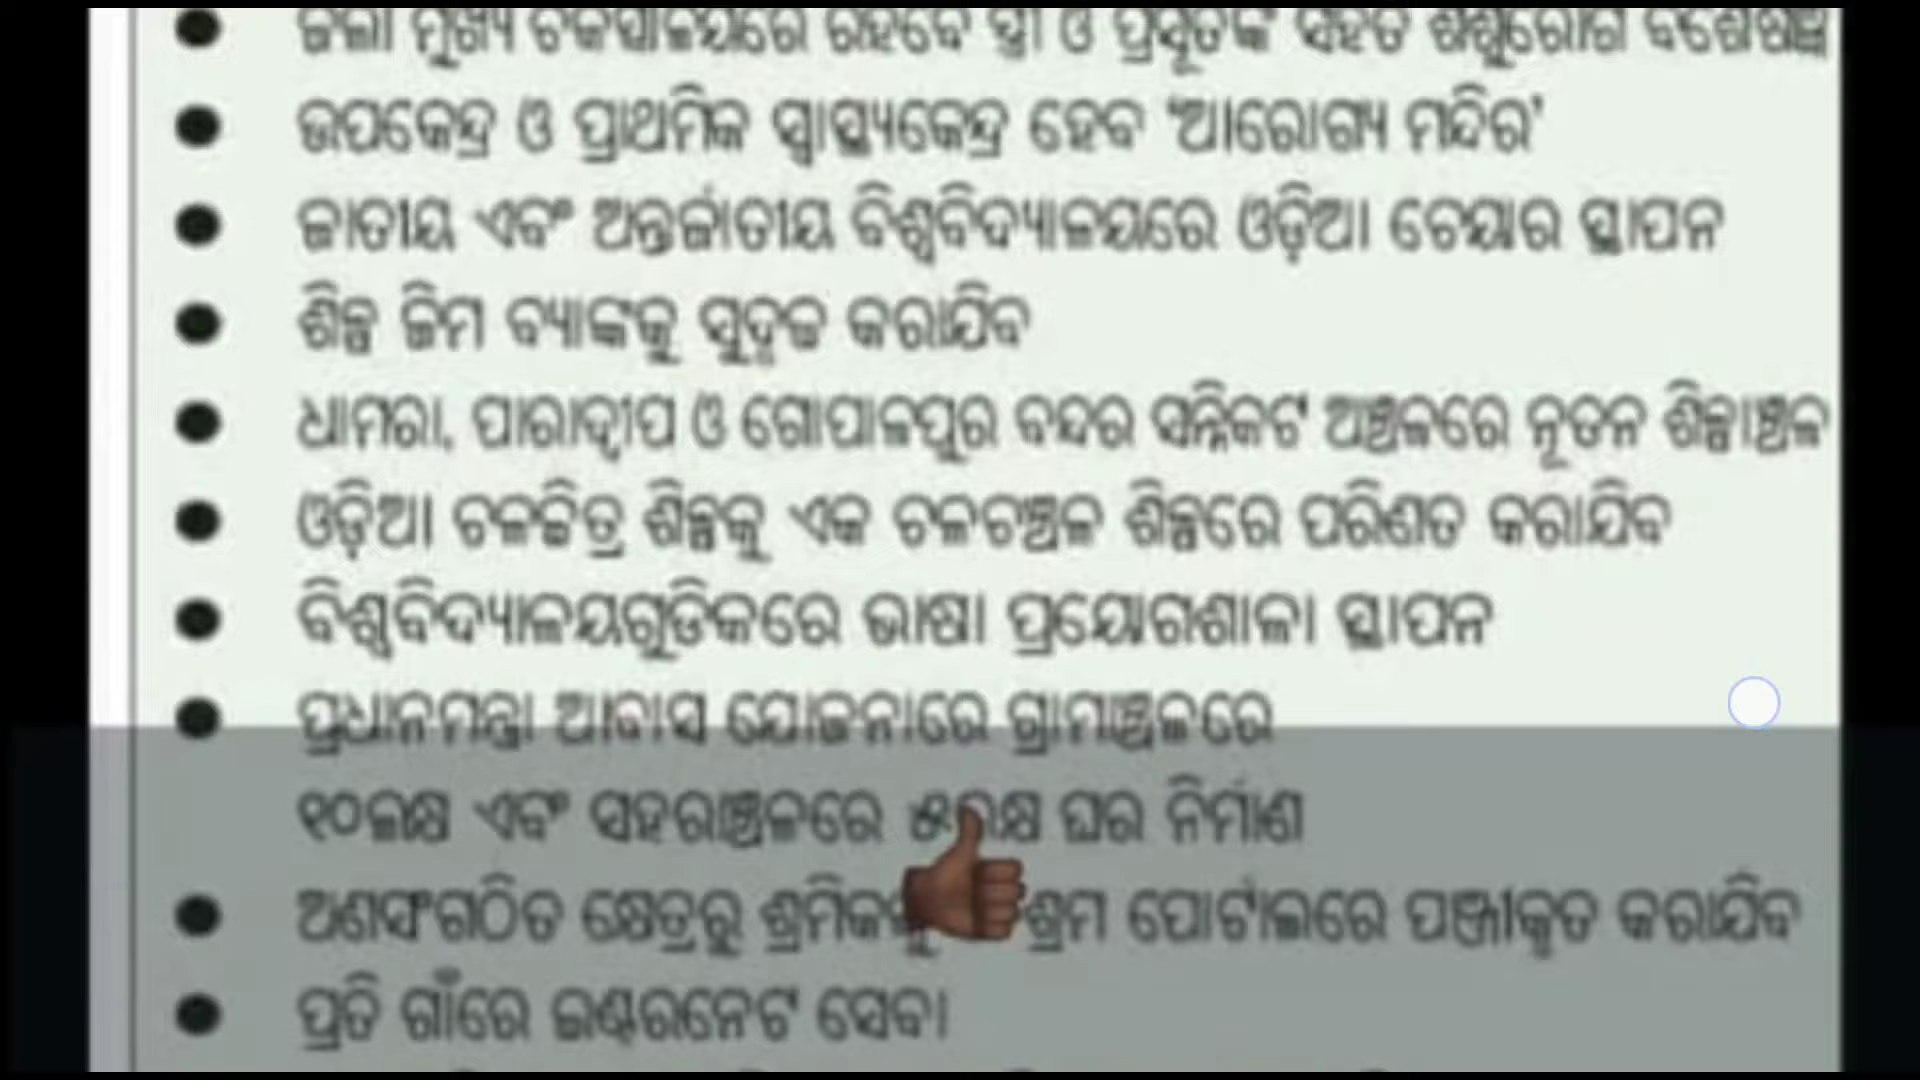 ଜିଲ୍ଲା ମୁଖ୍ୟ ଚିକିତ୍ସାଳୟରେ ରହିବେ ସ୍ତ୍ରୀ ଓ ପ୍ରସୂତିଙ୍କ ସହିତ ଶିଶୁରୋଗ ବିଶେଷଜ୍ଞ
ଉପକେନ୍ଦ୍ର ଓ ପ୍ରାଥମିକ ସ୍ୱାସ୍ଥ୍ୟକେନ୍ଦ୍ର ହେବ ‘ଆରୋଗ୍ୟ ମନ୍ଦିର’
ଜାତୀୟ ଏବଂ ଅନ୍ତର୍ଜାତୀୟ ବିଶ୍ୱବିଦ୍ୟାଳୟରେ ଓଡ଼ିଆ ଚେୟାର ସ୍ଥାପନ
ଶିଳ୍ପ ଜମି ବ୍ୟାଙ୍କକୁ ସୁଦୃଢ କରାଯିବ
ଧାମରା, ପାରାଦ୍ୱୀପ ଓ ଗୋପାଳପୁର ବନ୍ଦର ସନ୍ନିକଟ ଅଞ୍ଚଳରେ ନୂତନ ଶିଳ୍ପାଞ୍ଚଳ
ଓଡ଼ିଆ ଚଳଚ୍ଚିତ୍ର ଶିଳ୍ପକୁ ଏକ ଚଳଚଞ୍ଚଳ ଶିଳ୍ପରେ ପରିଣତ କରାଯିବ
ବିଶ୍ୱବିଦ୍ୟାଳୟଗୁଡିକରେ ଭାଷା ପ୍ରୟୋଗଶାଳା ସ୍ଥାପନ
ପ୍ରଧାନମନ୍ତ୍ରୀ ଆବାସ ଯୋଜନାରେ ଗ୍ରାମାଞ୍ଚଳରେ
୧୦ଲକ୍ଷ ଏବଂ ସହରାଞ୍ଚଳରେ ୫ଲକ୍ଷ ଘର ନିର୍ମାଣ
ଅଣସଂଗଠିତ କ୍ଷେତ୍ରରୁ ଶ୍ରମିକଙ୍କୁ ଶ୍ରମ ପୋର୍ଟାଲରେ ପଞ୍ଜୀକୃତ କରାଯିବ
ପ୍ରତି ଗାଁରେ ଇଣ୍ଟରନେଟ ସେବା